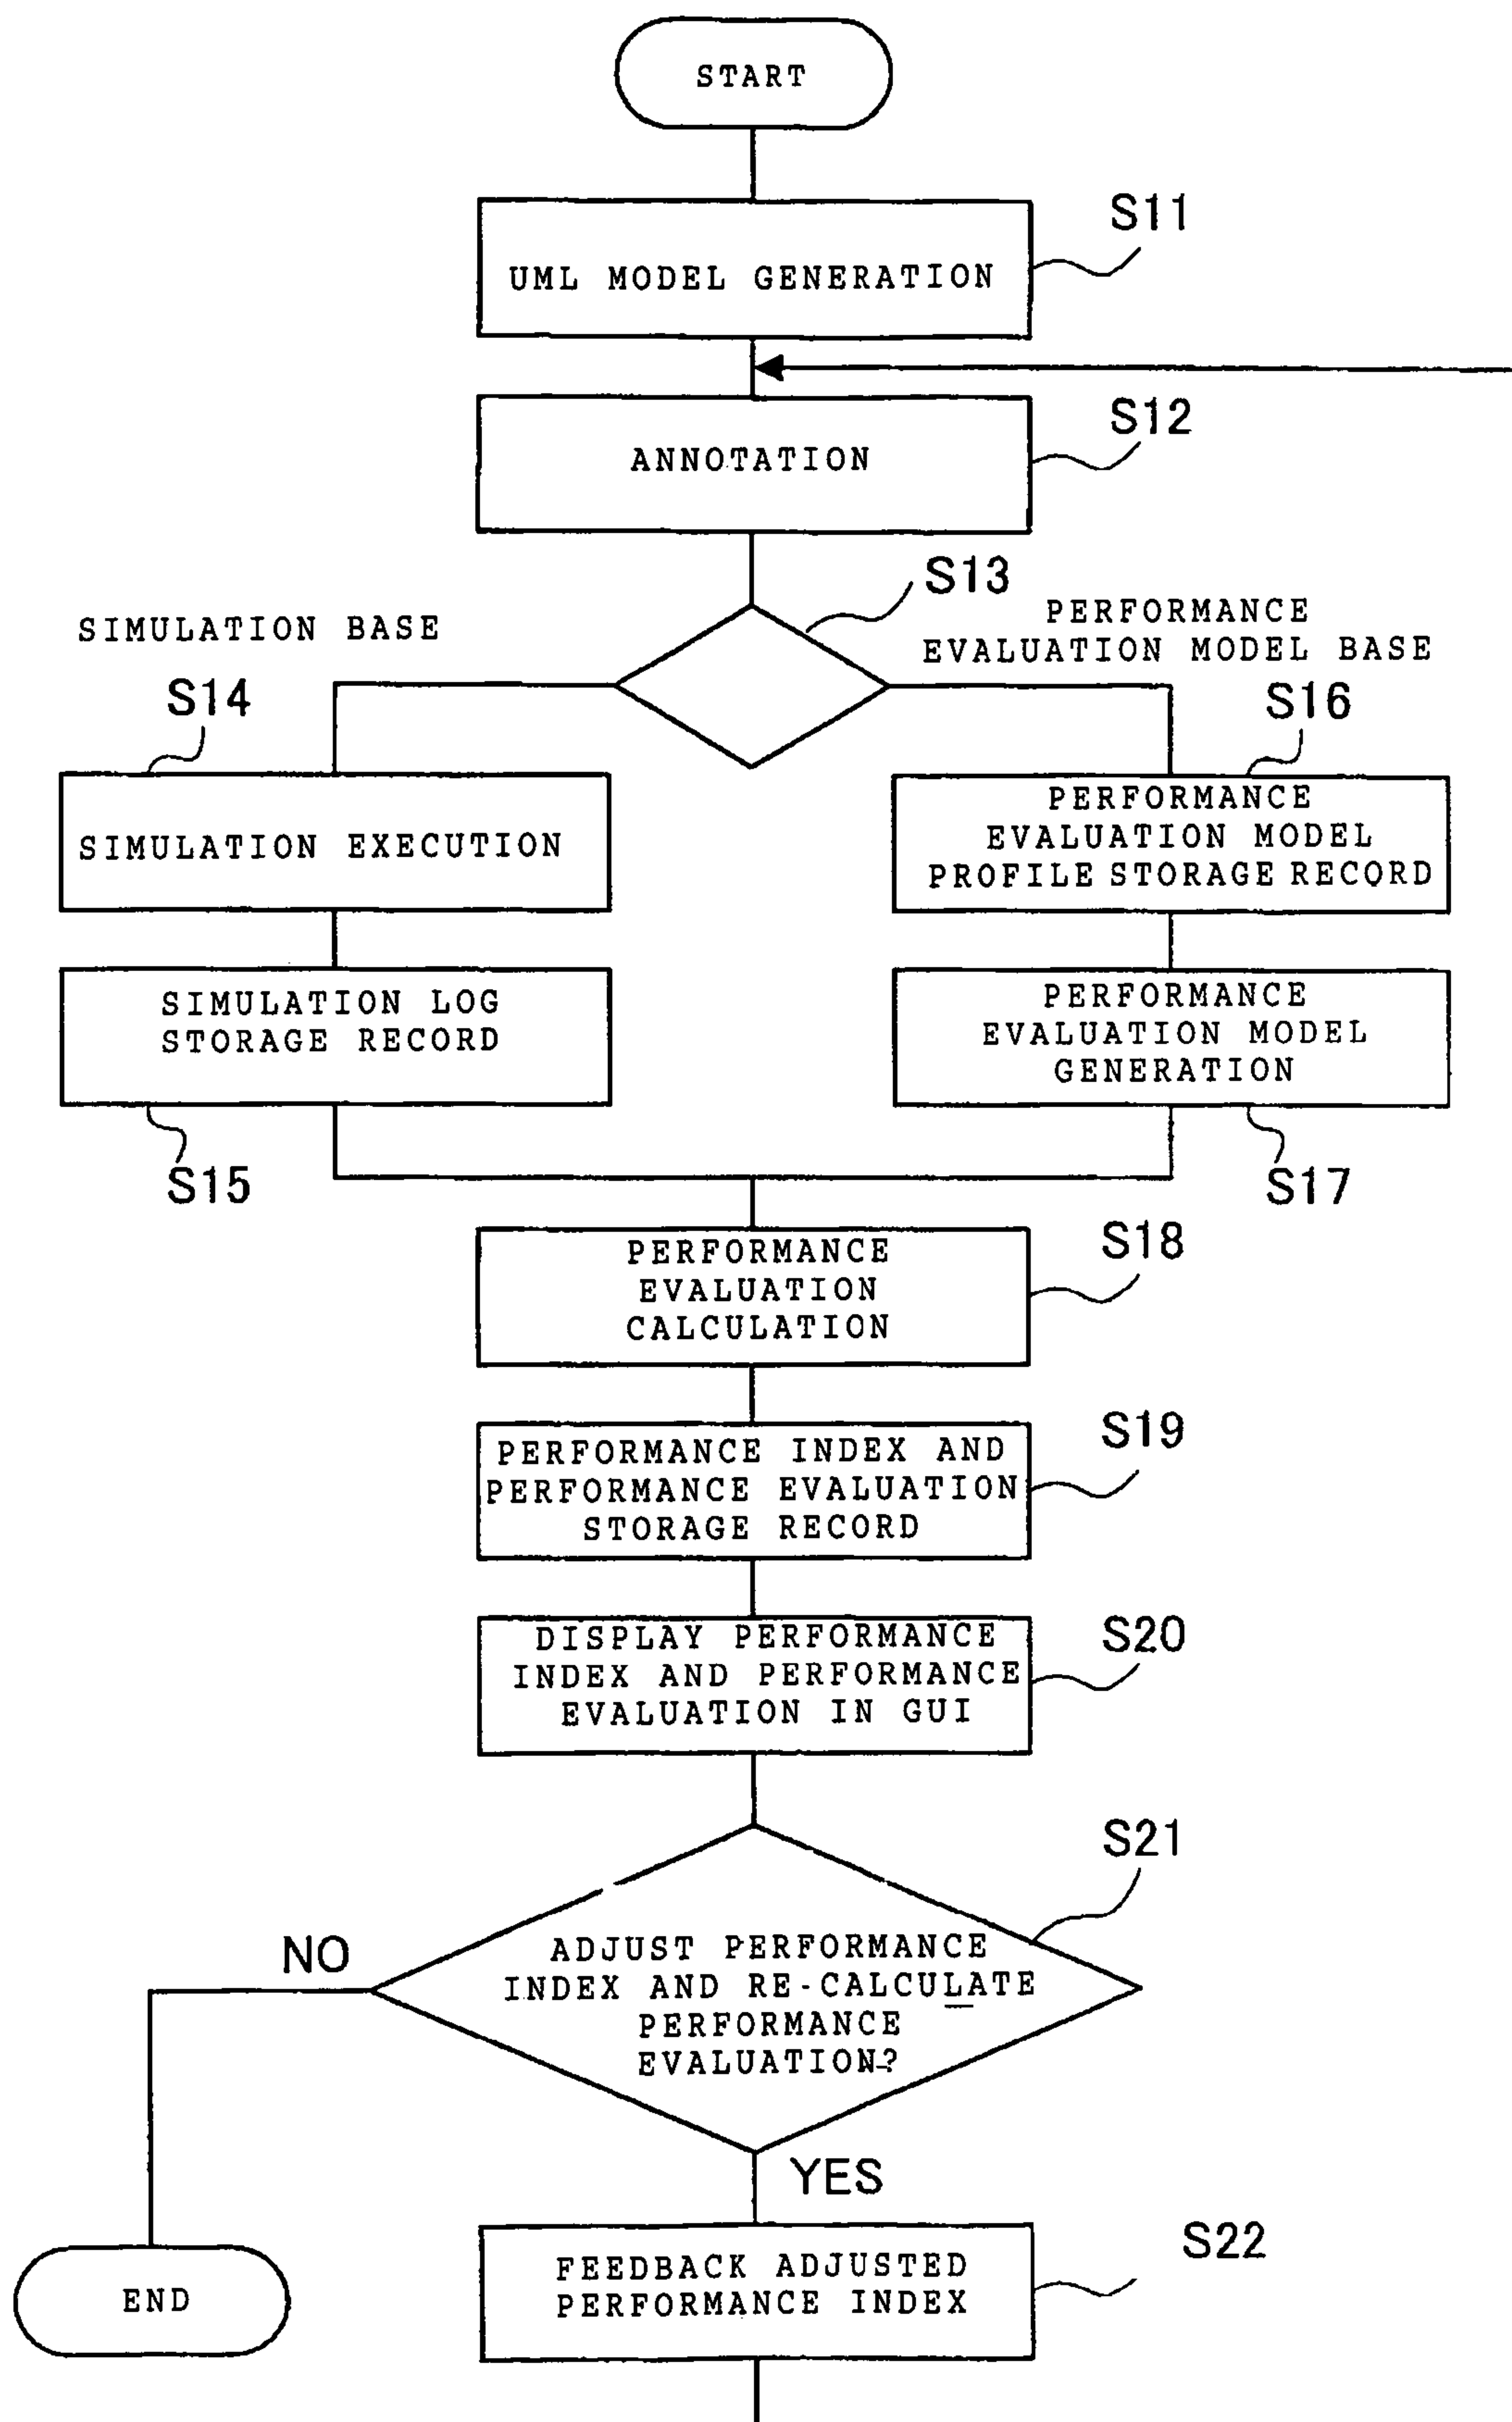 START
S11
UML MODEL GENERATION
S12
ANNOTATION
S13
SIMULATION BASE
PERFORMANCE
EVALUATION MODEL BASE
S14
S16
SIMULATION EXECUTION
PERFORMANCE
EVALUATION MODEL
PROFILE STORAGE RECORD
SIMULATION LOG
STORAGE RECORD
PERFORMANCE
EVALUATION MODEL
GENERATION
S15
S17
S18
PERFORMANCE
EVALUATION
CALCULATION
S19
PERFORMANCE INDEX AND
PERFORMANCE EVALUATION
STORAGE RECORD
S20
DISPLAY PERFORMANCE
INDEX AND PERFORMANCE
EVALUATION IN GUI
S21
NO
ADJUST PERFORMANCE
INDEX AND RE-CALCULATE
PERFORMANCE
EVALUATION?
YES
S22
FEEDBACK ADJUSTED
PERFORMANCE INDEX
END